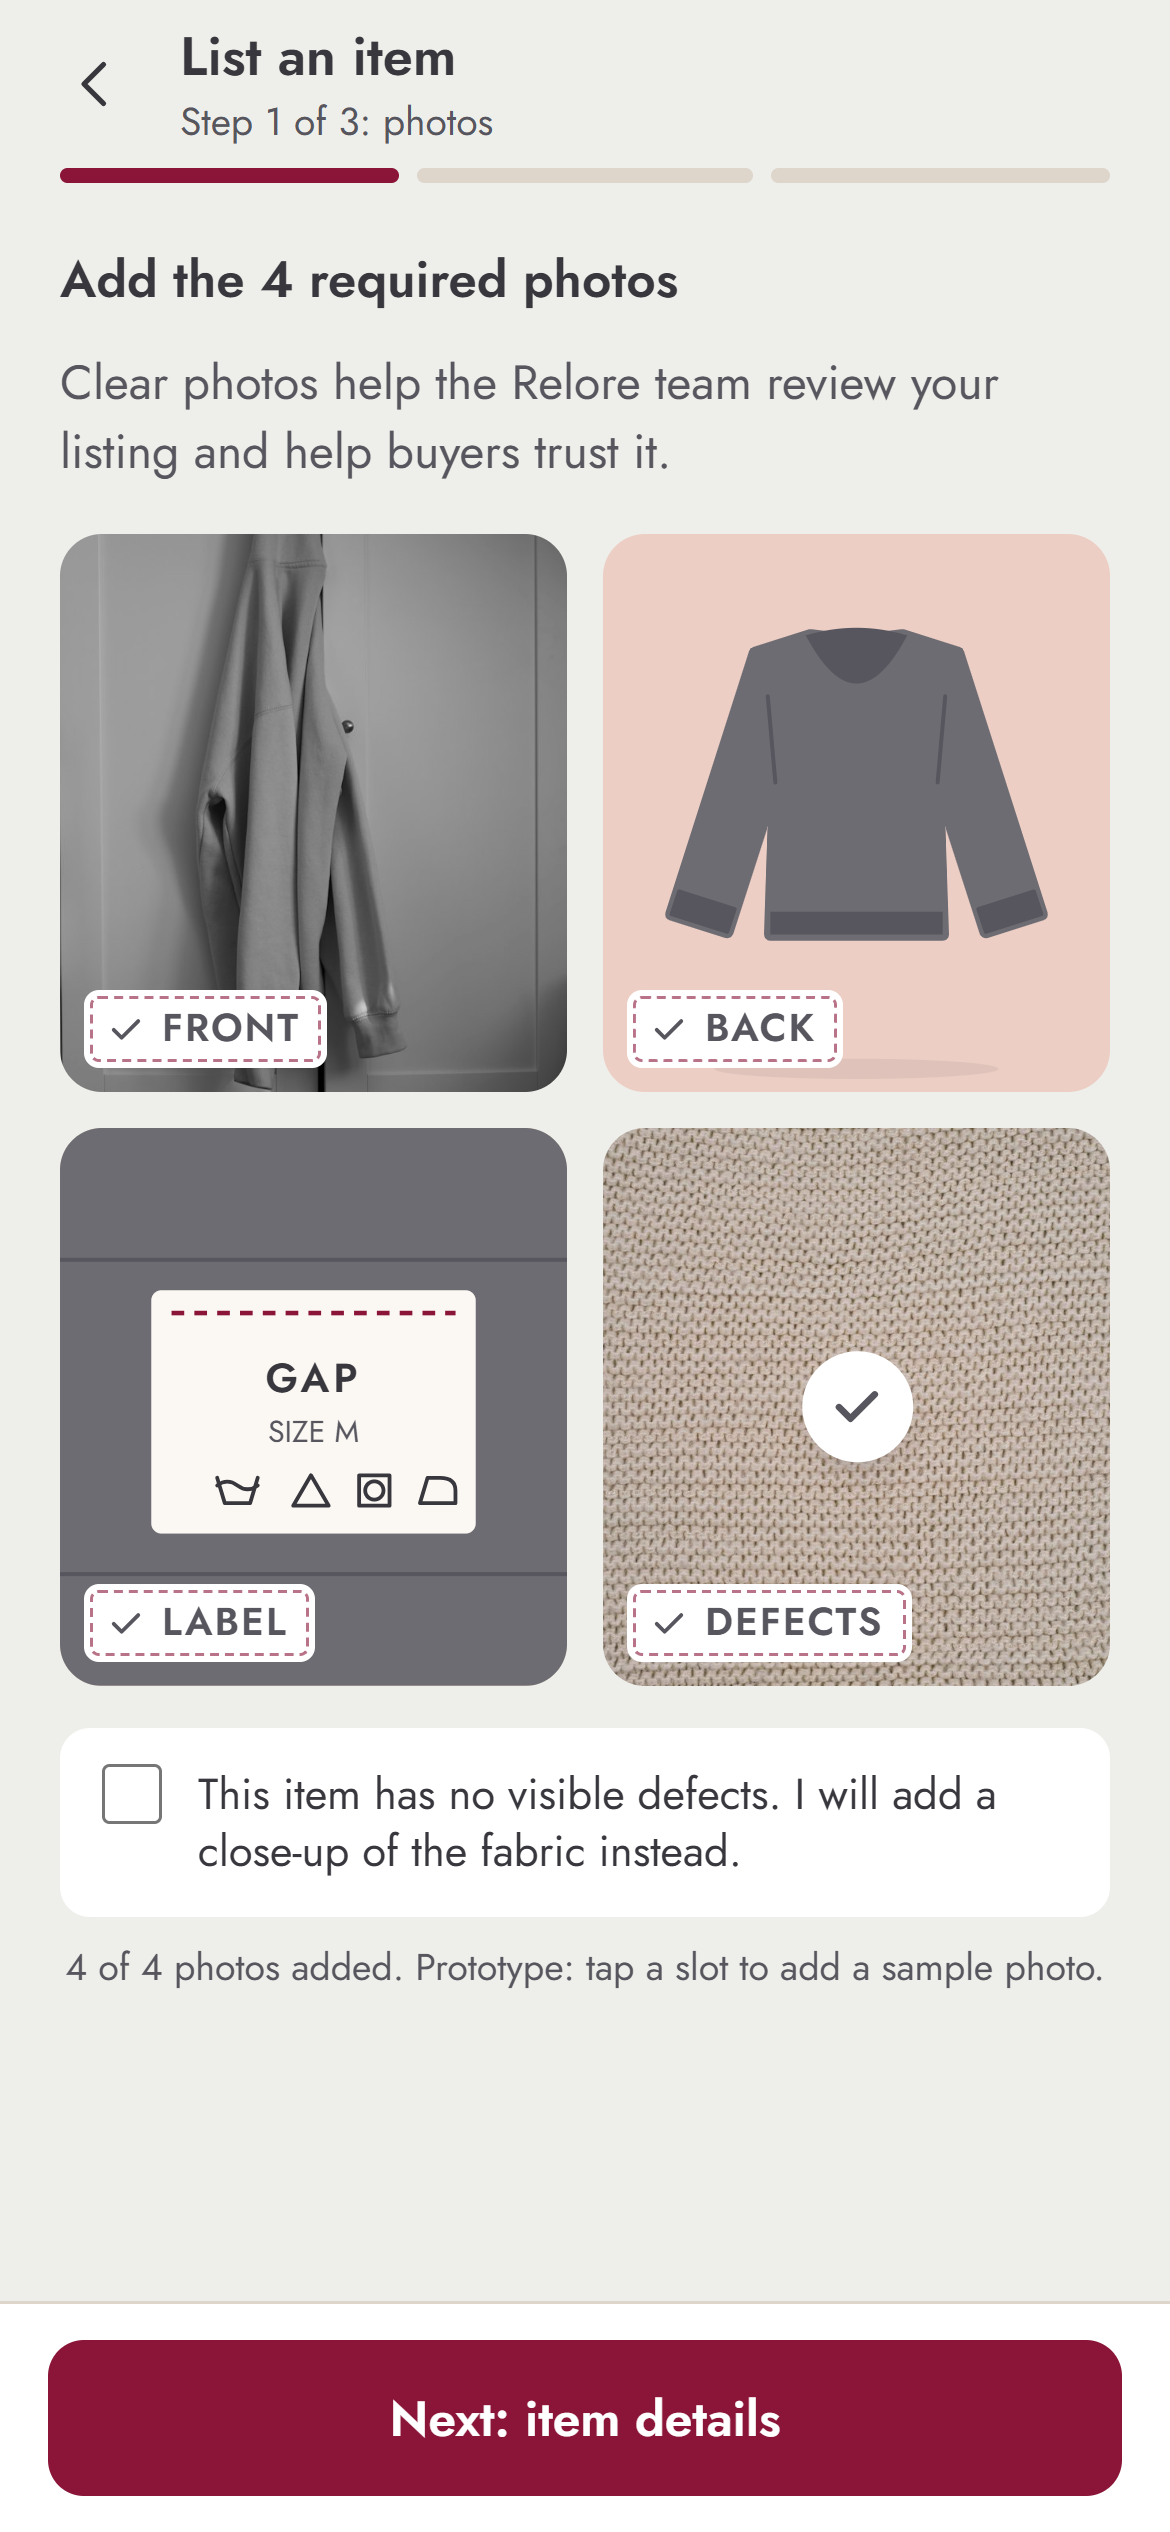 List an item
Step 1 of 3: photos
Add the 4 required photos
Clear photos help the Relore team review your
listing and help buyers trust it.
FRONT
BACK
GAP
SIZE M
LABEL
DEFECTS
This item has no visible defects. I will add a
close-up of the fabric instead.
4 of 4 photos added. Prototype: tap a slot to add a sample photo.
Next: item details